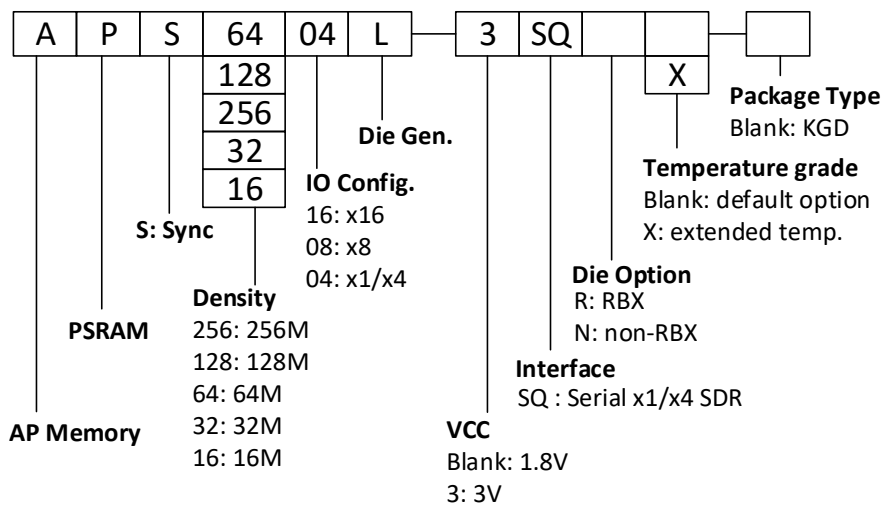 A P S 64 04 L 3 SQ
128
256
32
16
X
Package Type
Blank: KGD
Die Gen.
Temperature grade
Blank: default option
X: extended temp.
IO Config.
16: x16
08: x8
04: x1/x4
S: Sync
Die Option
R: RBX
N: non-RBX
Density
256: 256M
128: 128M
64: 64M
32: 32M
16: 16M
PSRAM
Interface
SQ : Serial x1/x4 SDR
AP Memory
VCC
Blank: 1.8V
3: 3V